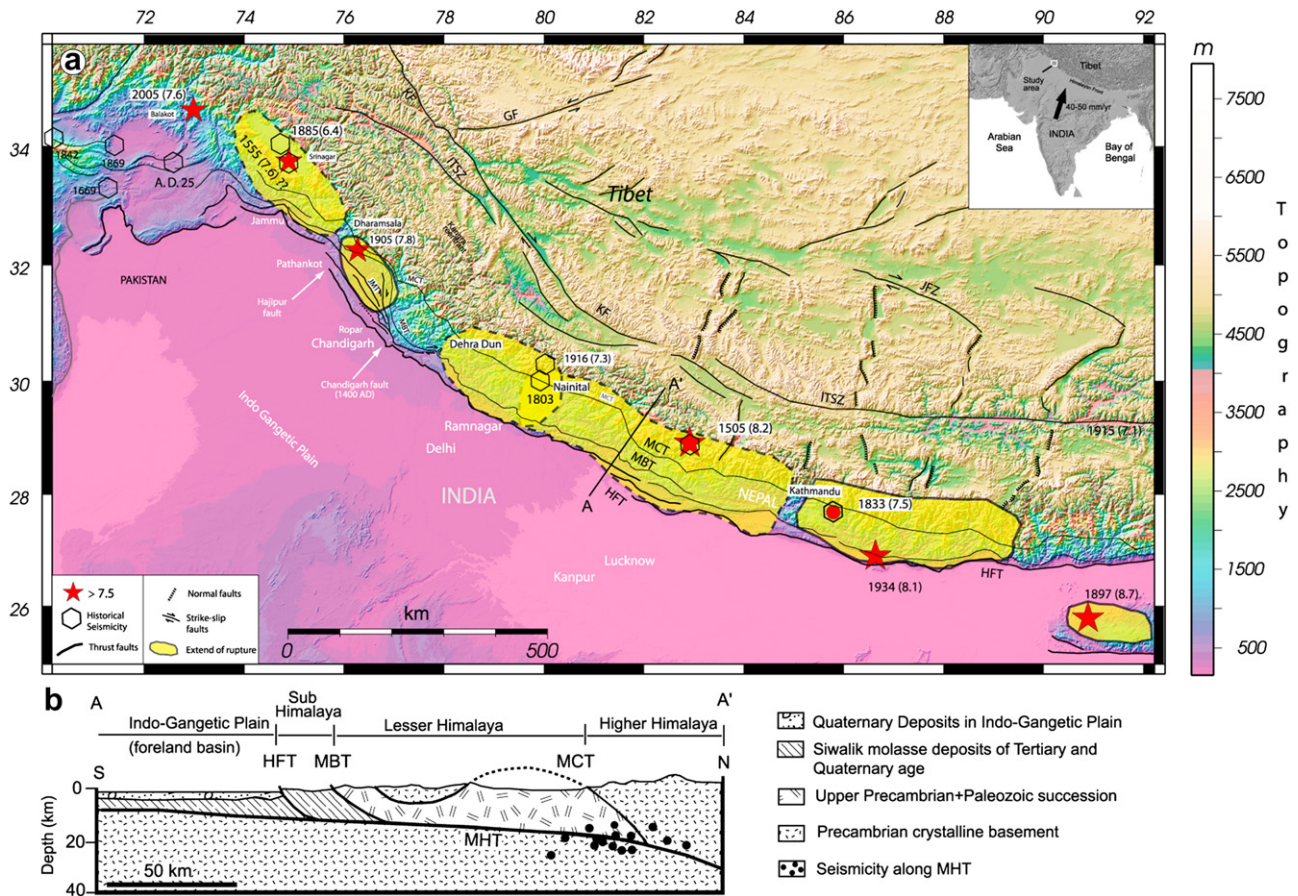 72 74 76 78 80 82 84 86 88 90 92
a
34
32
30
28
26
2005 (7.6)
Balakot
1885(6.4)
Srinagar
1555 (7.6)??
1842
1869
1669
A.D.25
Jammu
Dharamsala
1905 (7.8)
Pathankot
PAKISTAN
Hajipur
fault
JMT
MCT
MBT
Ropar
Chandigarh
Chandigarh fault
(1400 AD)
KF
ITSZ
GF
Tibet
KF
JFZ
ITSZ
Dehra Dun
1916 (7.3)
Nainital
1803
MCT
A'
1505 (8.2)
1915 (7.1)
Ramnagar
Delhi
Indo Gangetic Plain
INDIA
MCT
MBT
HFT
A
NEPAL
Kathmandu
1833 (7.5)
1934 (8.1)
HFT
Lucknow
Kanpur
1897 (8.7)
Tibet
Study
area
Himalayan Front
40-50 mm/yr
INDIA
Arabian
Sea
Bay of
Bengal
> 7.5
Historical
Seismicity
Thrust faults
Normal faults
Strike-slip
faults
Extend of rupture
km
0 500
m
7500
6500
4500
3500
2500
1500
500
Topography
b
A
A'
Indo-Gangetic Plain
(foreland basin)
Sub
Himalaya
Lesser Himalaya
Higher Himalaya
HFT MBT MCT
S
N
0
20
40
Depth (km)
MHT
50 km
Quaternary Deposits in Indo-Gangetic Plain
Siwalik molasse deposits of Tertiary and
Quaternary age
Upper Precambrian+Paleozoic succession
Precambrian crystalline basement
Seismicity along MHT